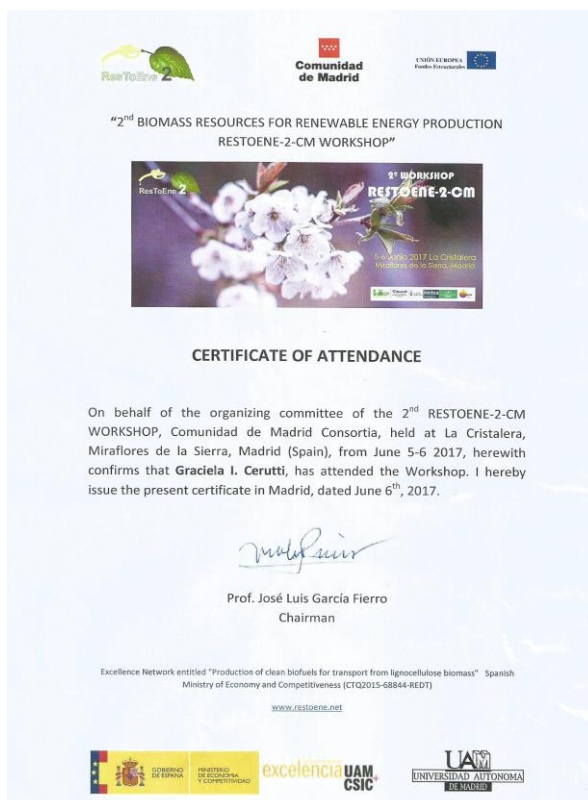 ResToEne 2
Comunidad
de Madrid
UNIÓN EUROPEA
Fondos Estructurales
"2nd BIOMASS RESOURCES FOR RENEWABLE ENERGY PRODUCTION
RESTOENE-2-CM WORKSHOP"
ResToEne 2
2º WORKSHOP
RESTOENE-2-CM
5-6 Junio 2017 La Cristalera
Miraflores de la Sierra, Madrid
CERTIFICATE OF ATTENDANCE
On behalf of the organizing committee of the 2nd RESTOENE-2-CM
WORKSHOP, Comunidad de Madrid Consortia, held at La Cristalera,
Miraflores de la Sierra, Madrid (Spain), from June 5-6 2017, herewith
confirms that Graciela I. Cerutti, has attended the Workshop. I hereby
issue the present certificate in Madrid, dated June 6th, 2017.
Prof. José Luis García Fierro
Chairman
Excellence Network entitled "Production of clean biofuels for transport from lignocellulose biomass" Spanish
Ministry of Economy and Competitiveness (CTQ2015-68844-REDT)
www.restoene.net
GOBIERNO
DE ESPAÑA
MINISTERIO
DE ECONOMÍA
Y COMPETITIVIDAD
excelencia UAM
CSIC
UAM
UNIVERSIDAD AUTONOMA
DE MADRID